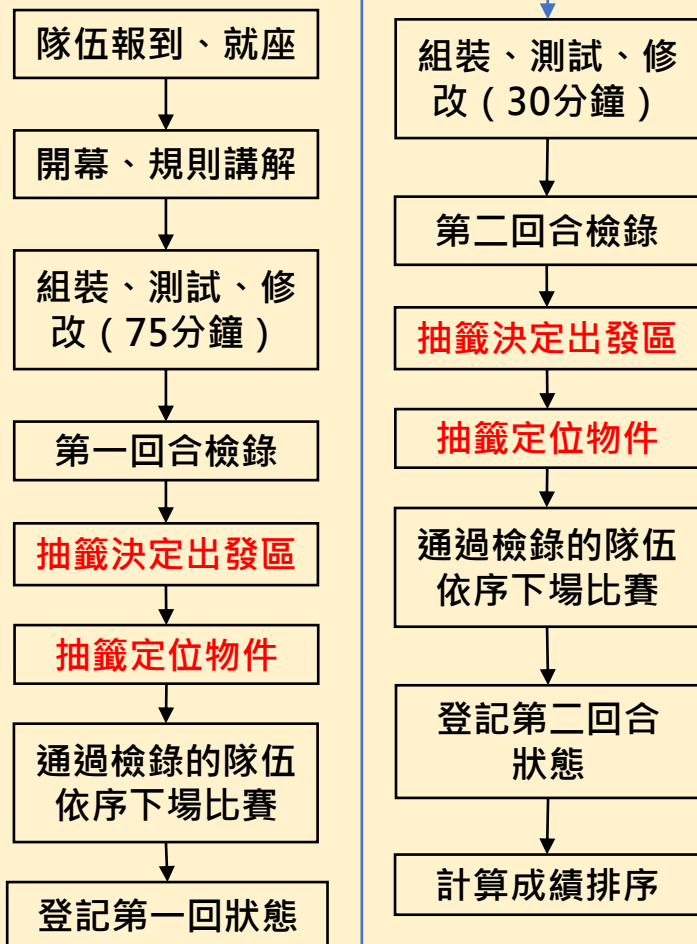 隊伍報到、就座
開幕、規則講解
組裝、測試、修
改（75分鐘）
第一回合檢錄
抽籤決定出發區
抽籤定位物件
通過檢錄的隊伍
依序下場比賽
登記第一回狀態
組裝、測試、修
改（30分鐘）
第二回合檢錄
抽籤決定出發區
抽籤定位物件
通過檢錄的隊伍
依序下場比賽
登記第二回合
狀態
計算成績排序